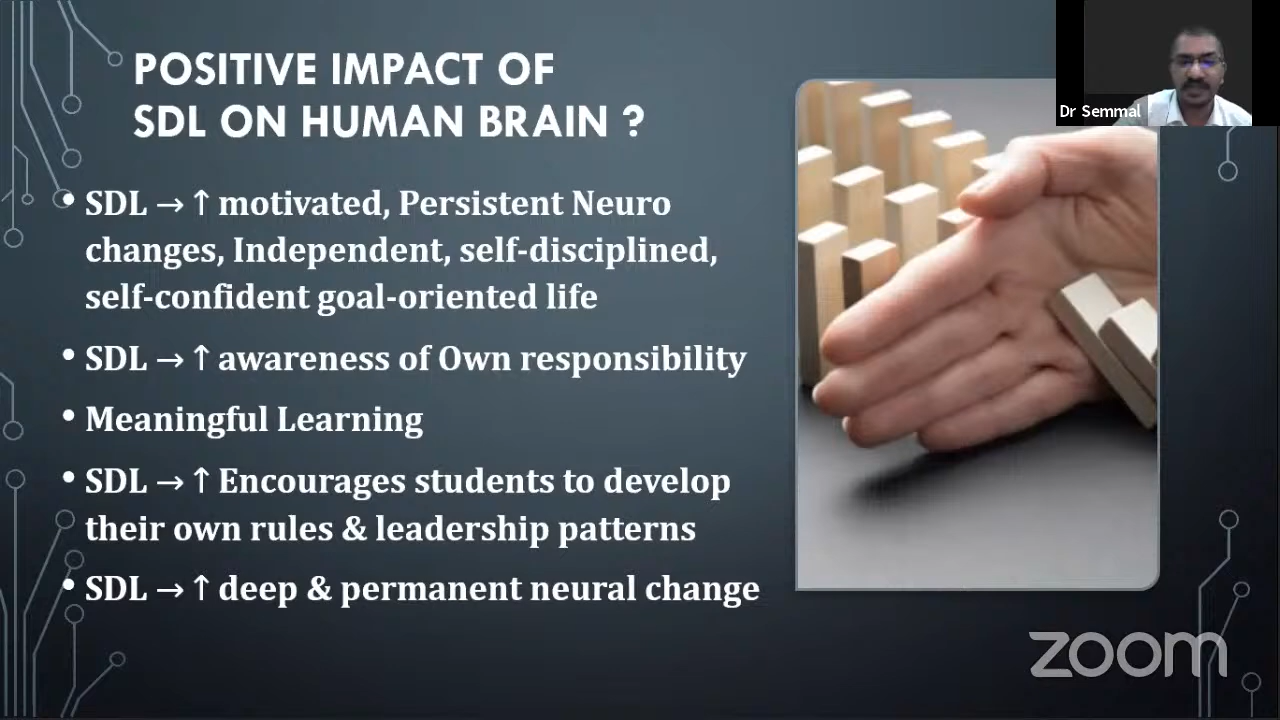 POSITIVE IMPACT OF
SDL ON HUMAN BRAIN ?
Dr Semmal
• SDL → ↑ motivated, Persistent Neuro
changes, Independent, self-disciplined,
self-confident goal-oriented life
• SDL → ↑ awareness of Own responsibility
• Meaningful Learning
• SDL → ↑ Encourages students to develop
their own rules & leadership patterns
• SDL → ↑ deep & permanent neural change
zoom